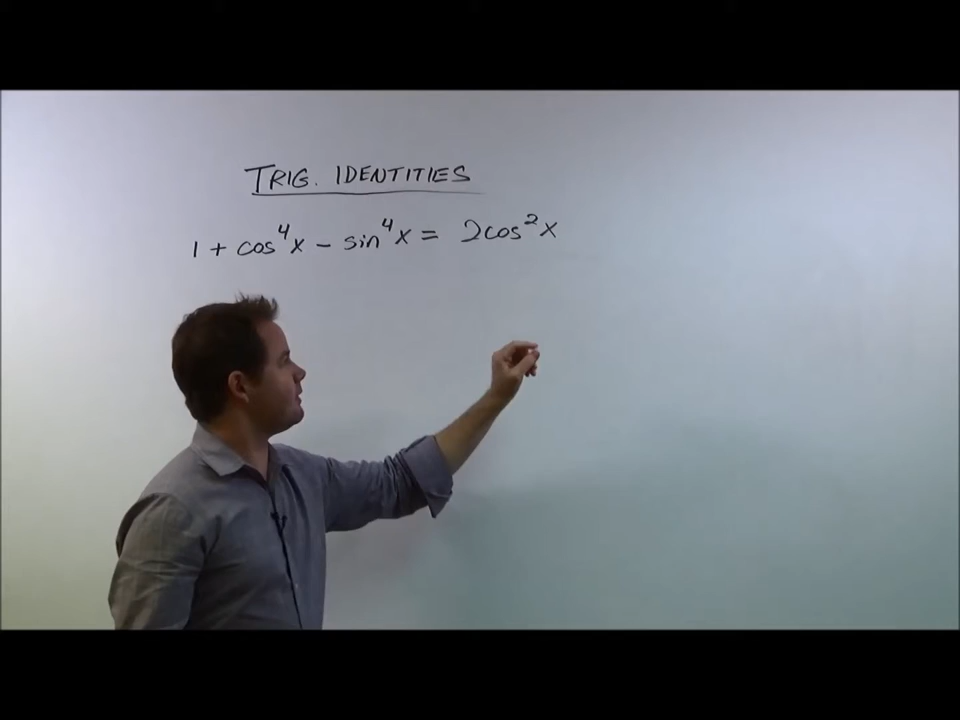 TRIG. IDENTITIES
1 + cos⁴x − sin⁴x = 2cos²x